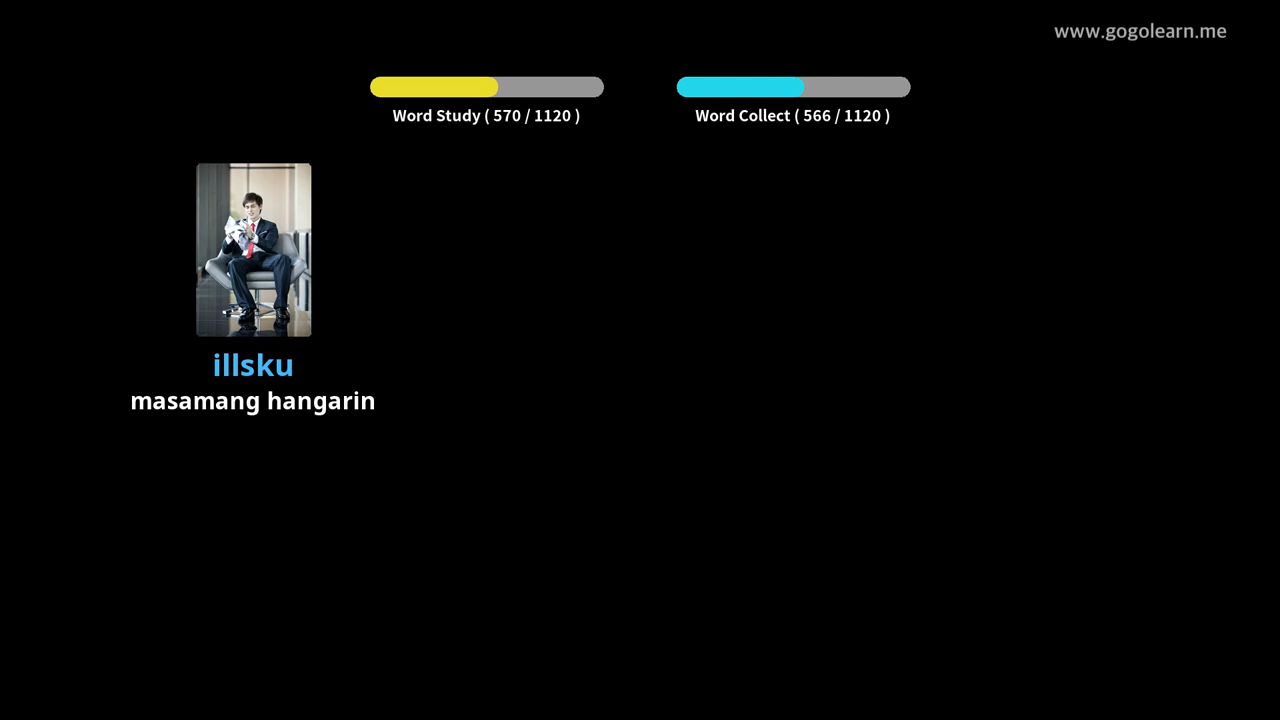 www.gogolearn.me
Word Study ( 570 / 1120 )
Word Collect ( 566 / 1120 )
illsku
masamang hangarin